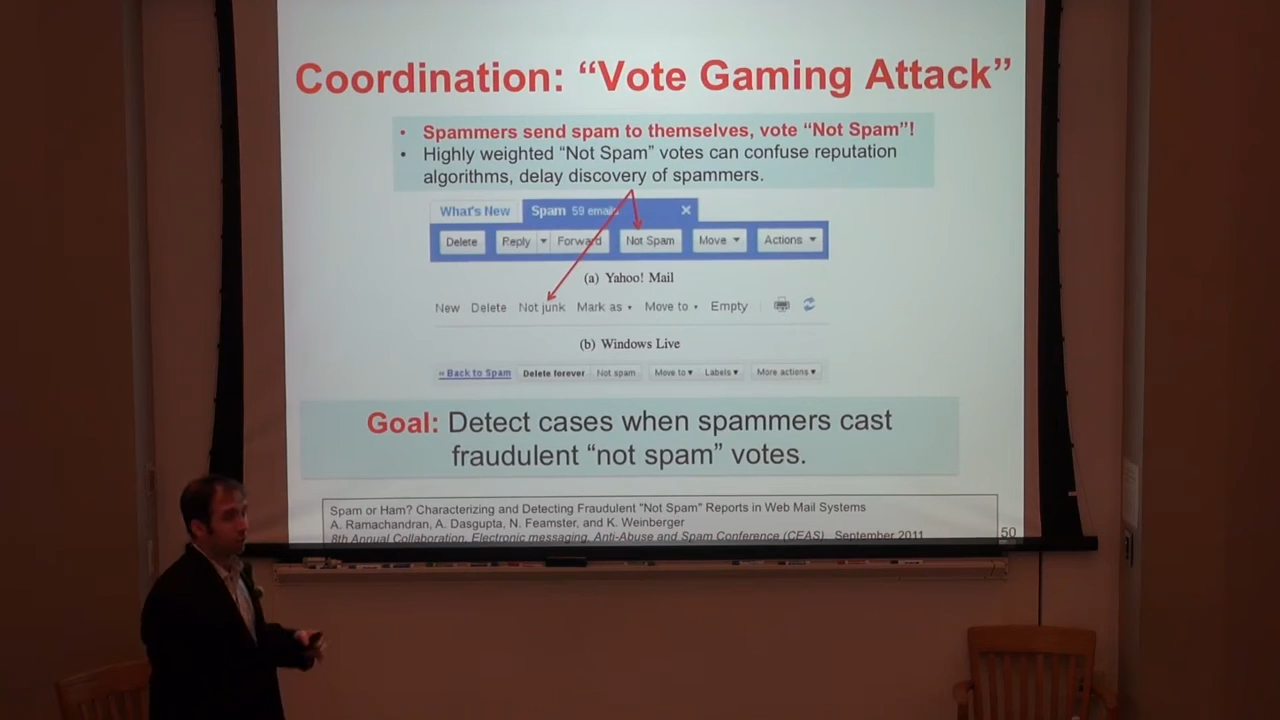 Coordination: “Vote Gaming Attack”
• Spammers send spam to themselves, vote “Not Spam”!
• Highly weighted “Not Spam” votes can confuse reputation
algorithms, delay discovery of spammers.
What's New Spam 59 emails
Delete Reply Forward Not Spam Move Actions
(a) Yahoo! Mail
New Delete Not junk Mark as Move to Empty
(b) Windows Live
« Back to Spam Delete forever Not spam Move to Labels More actions
Goal: Detect cases when spammers cast
fraudulent “not spam” votes.
Spam or Ham? Characterizing and Detecting Fraudulent "Not Spam" Reports in Web Mail Systems
A. Ramachandran, A. Dasgupta, N. Feamster, and K. Weinberger
8th Annual Collaboration, Electronic messaging, Anti-Abuse and Spam Conference (CEAS) September 2011
50